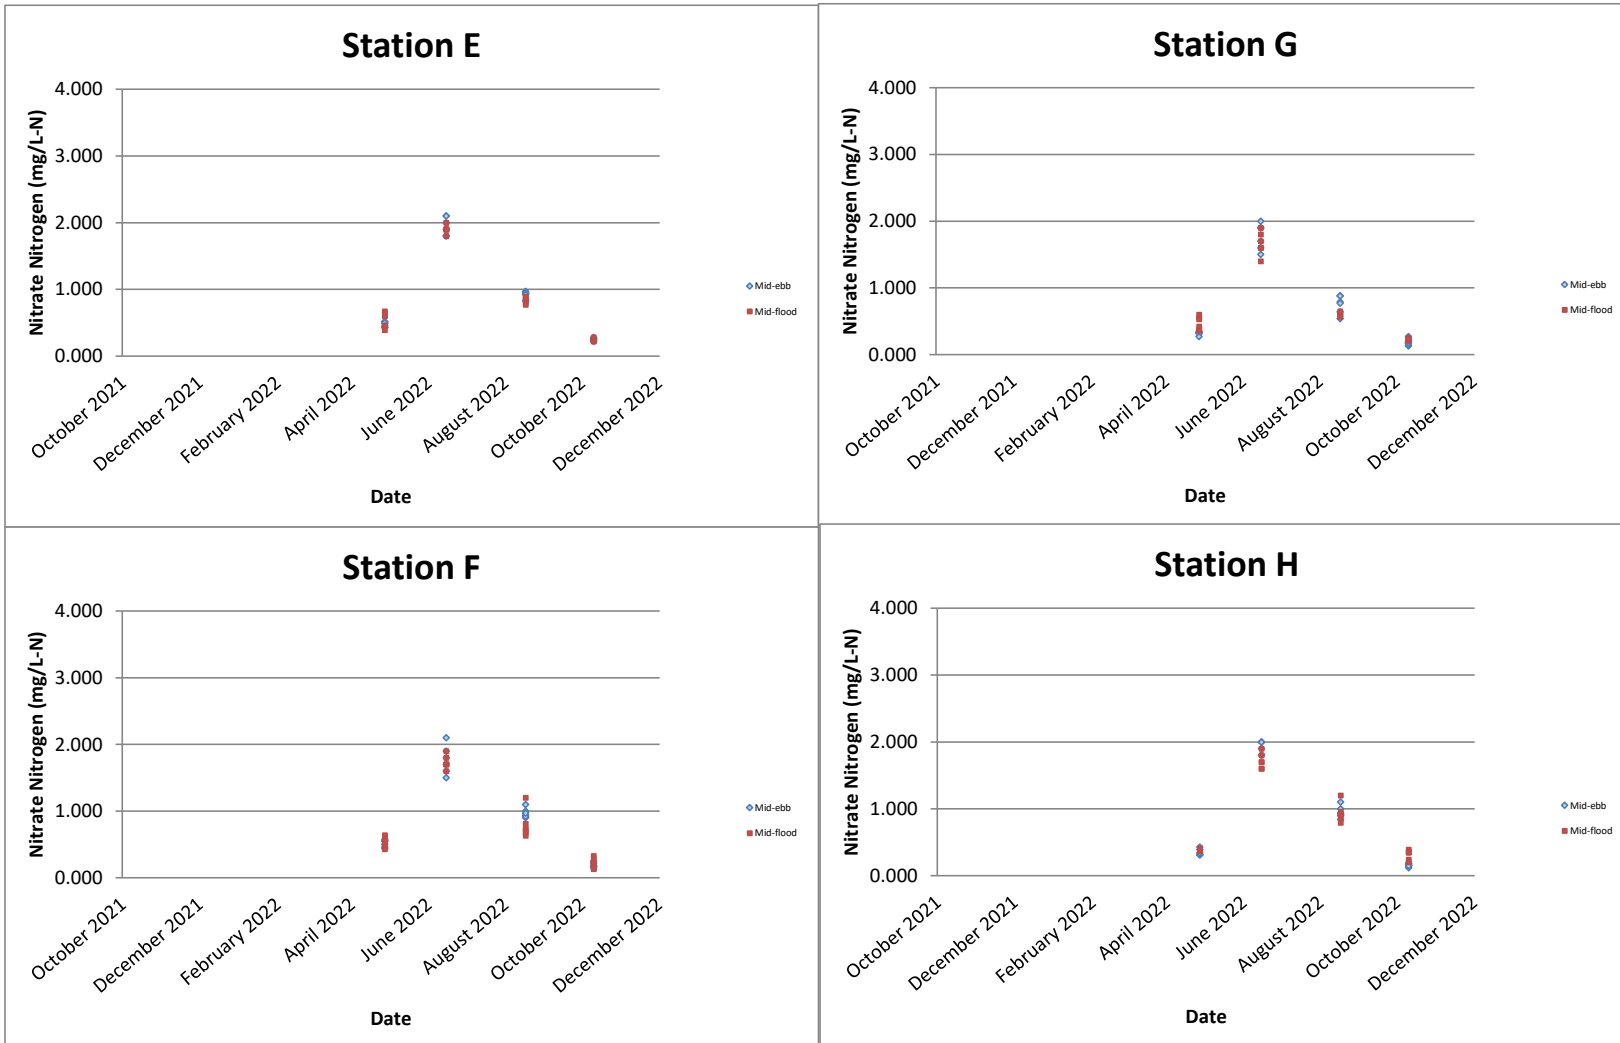 Station E
Nitrate Nitrogen (mg/L-N)
4.000
3.000
2.000
1.000
0.000
October 2021
December 2021
February 2022
April 2022
June 2022
August 2022
October 2022
December 2022
Date
Mid-ebb
Mid-flood
Station G
Nitrate Nitrogen (mg/L-N)
4.000
3.000
2.000
1.000
0.000
October 2021
December 2021
February 2022
April 2022
June 2022
August 2022
October 2022
December 2022
Date
Mid-ebb
Mid-flood
Station F
Nitrate Nitrogen (mg/L-N)
4.000
3.000
2.000
1.000
0.000
October 2021
December 2021
February 2022
April 2022
June 2022
August 2022
October 2022
December 2022
Date
Mid-ebb
Mid-flood
Station H
Nitrate Nitrogen (mg/L-N)
4.000
3.000
2.000
1.000
0.000
October 2021
December 2021
February 2022
April 2022
June 2022
August 2022
October 2022
December 2022
Date
Mid-ebb
Mid-flood